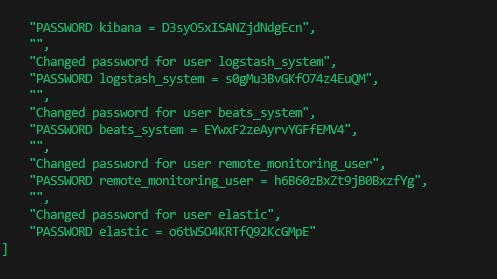 "PASSWORD kibana = D3syO5xISANZjdNdgEcn",
"",
"Changed password for user logstash_system",
"PASSWORD logstash_system = s0gMu3BvGKfO74z4EuQM",
"",
"Changed password for user beats_system",
"PASSWORD beats_system = EYwxF2zeAyrvYGFfEMV4",
"",
"Changed password for user remote_monitoring_user",
"PASSWORD remote_monitoring_user = h6B60zBxZt9jB0BxzfYg",
"",
"Changed password for user elastic",
"PASSWORD elastic = o6tWSO4KRTfQ92KcGMpE"
]